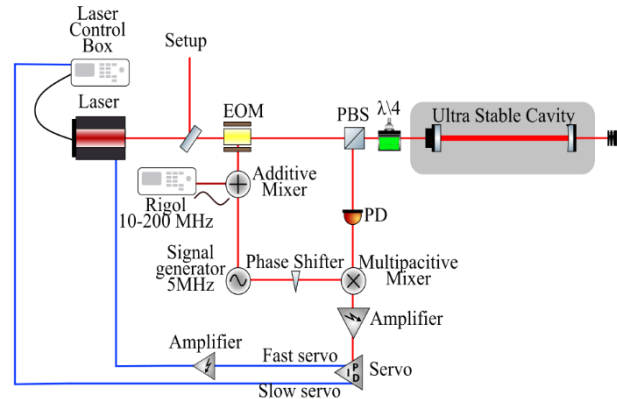 Laser
Control
Box
Setup
Laser
EOM
PBS
λ\4
Ultra Stable Cavity
Additive
Mixer
Rigol
10-200 MHz
PD
Signal
generator
5MHz
Phase Shifter
Multipacitive
Mixer
Amplifier
Amplifier
Fast servo
Slow servo
P
I
D
Servo